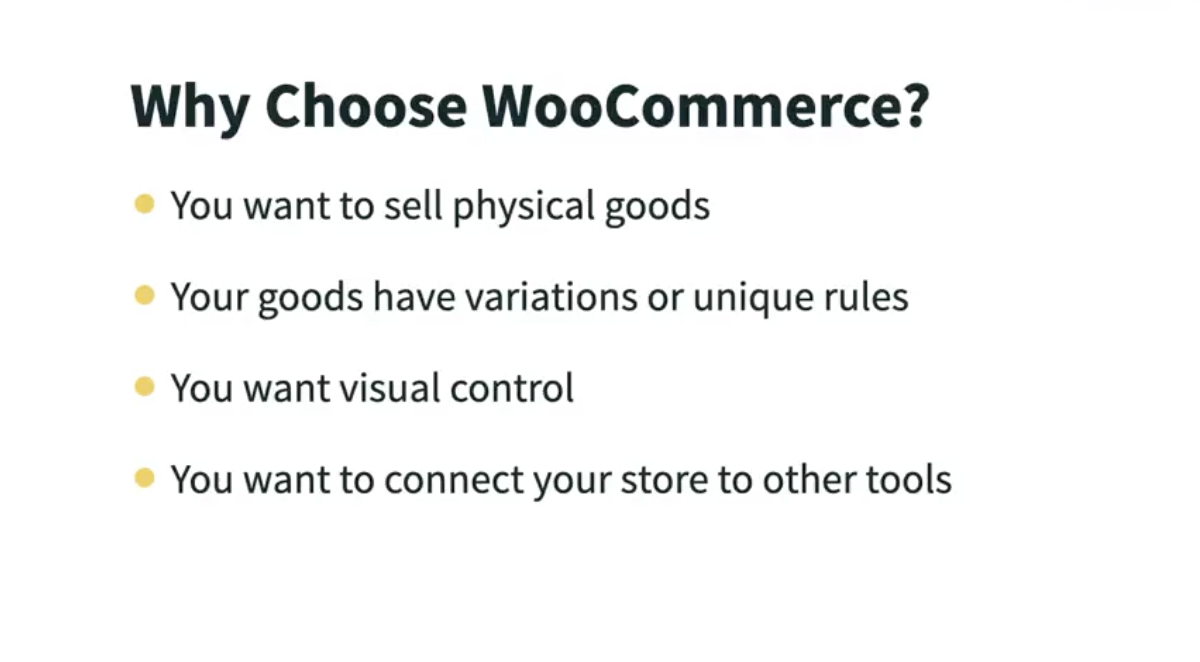 Why Choose WooCommerce?
You want to sell physical goods
Your goods have variations or unique rules
You want visual control
You want to connect your store to other tools